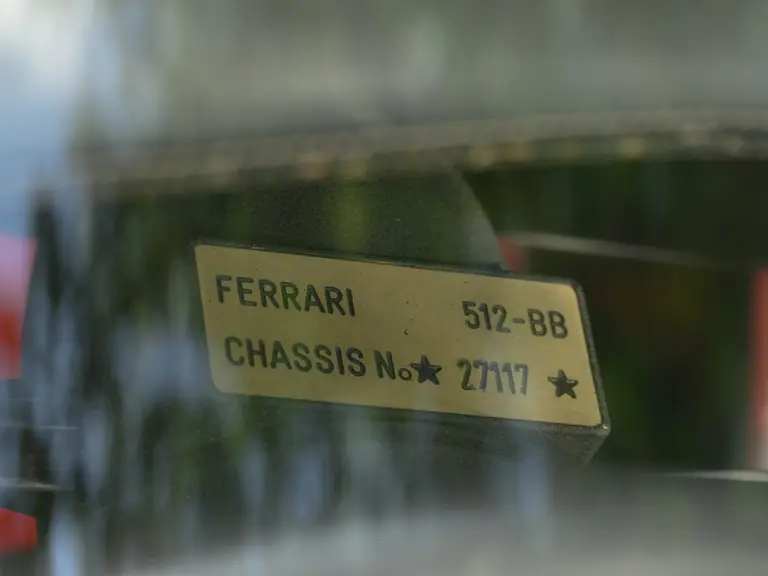 FERRARI 512-BB
CHASSIS No★ 27117 ★